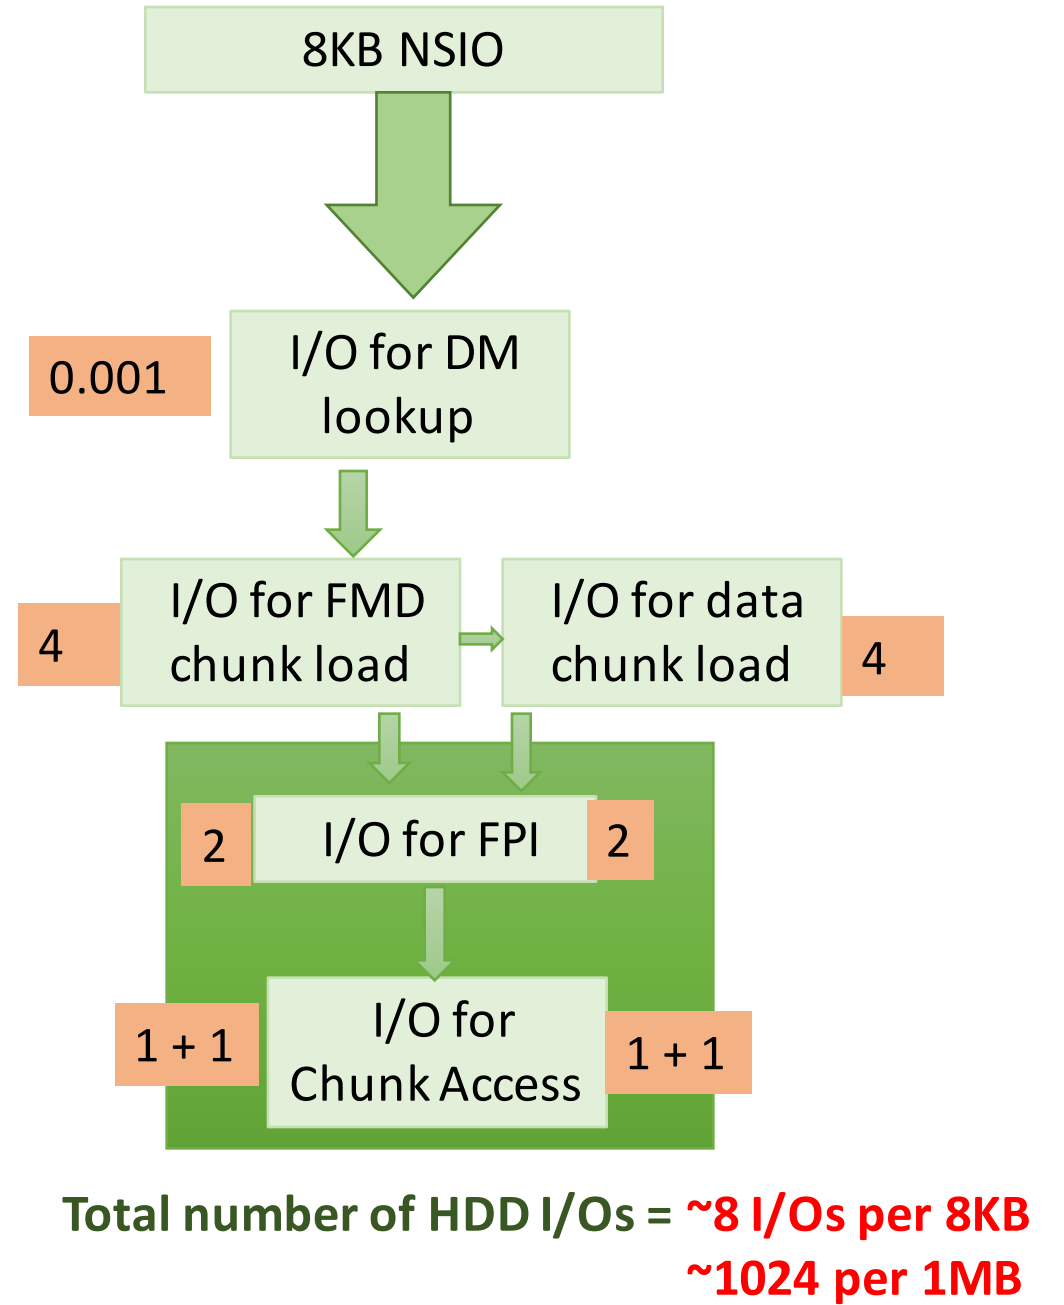 8KB NSIO
0.001
I/O for DM
lookup
4
I/O for FMD
chunk load
I/O for data
chunk load
4
2
I/O for FPI
2
1 + 1
I/O for
Chunk Access
1 + 1
Total number of HDD I/Os = ~8 I/Os per 8KB
~1024 per 1MB